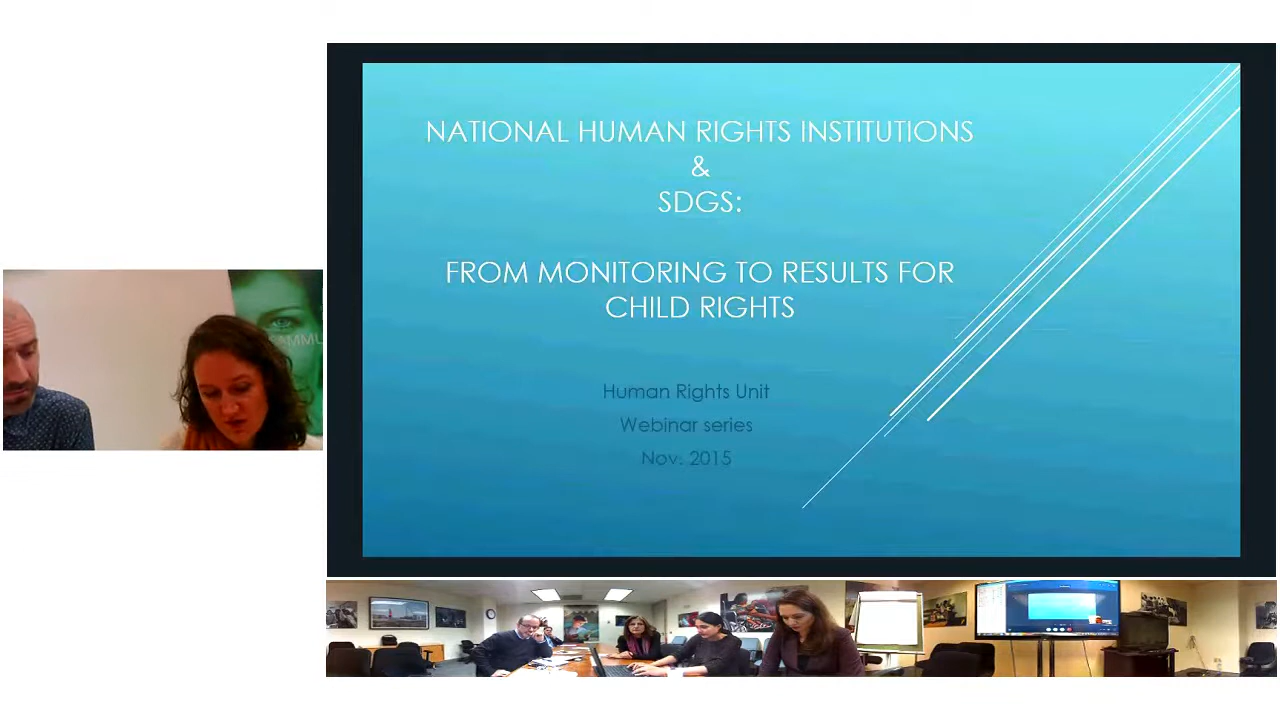 NATIONAL HUMAN RIGHTS INSTITUTIONS
&
SDGS:
FROM MONITORING TO RESULTS FOR
CHILD RIGHTS
Human Rights Unit
Webinar series
Nov. 2015